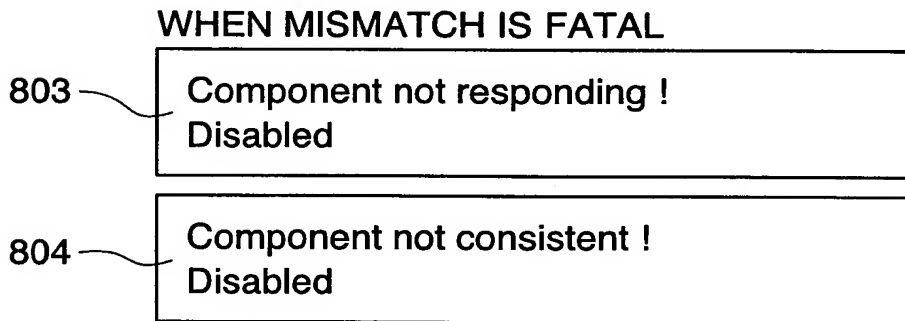 WHEN MISMATCH IS FATAL
803
Component not responding !
Disabled
804
Component not consistent !
Disabled